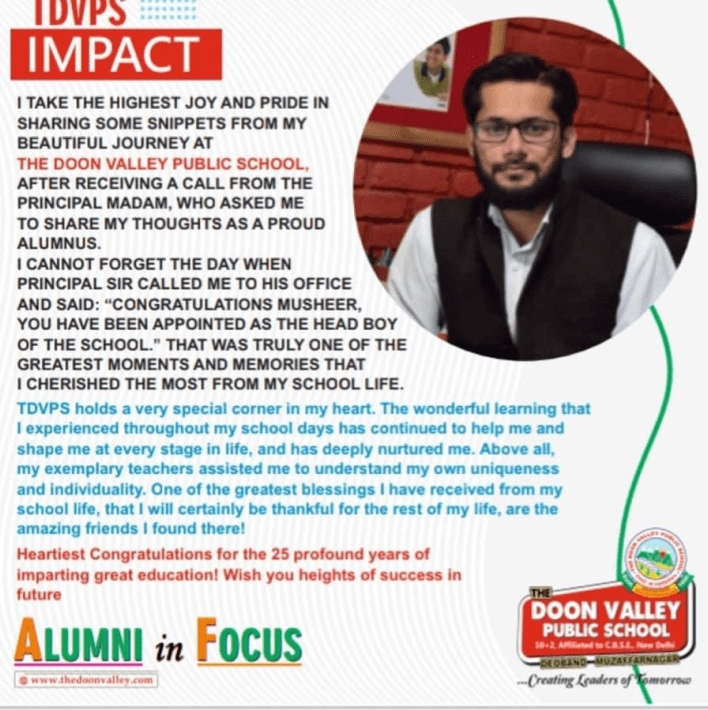 TDVPS
IMPACT
I TAKE THE HIGHEST JOY AND PRIDE IN
SHARING SOME SNIPPETS FROM MY
BEAUTIFUL JOURNEY AT
THE DOON VALLEY PUBLIC SCHOOL,
AFTER RECEIVING A CALL FROM THE
PRINCIPAL MADAM, WHO ASKED ME
TO SHARE MY THOUGHTS AS A PROUD
ALUMNUS.
I CANNOT FORGET THE DAY WHEN
PRINCIPAL SIR CALLED ME TO HIS OFFICE
AND SAID: “CONGRATULATIONS MUSHEER,
YOU HAVE BEEN APPOINTED AS THE HEAD BOY
OF THE SCHOOL.” THAT WAS TRULY ONE OF THE
GREATEST MOMENTS AND MEMORIES THAT
I CHERISHED THE MOST FROM MY SCHOOL LIFE.
TDVPS holds a very special corner in my heart. The wonderful learning that
I experienced throughout my school days has continued to help me and
shape me at every stage in life, and has deeply nurtured me. Above all,
my exemplary teachers assisted me to understand my own uniqueness
and individuality. One of the greatest blessings I have received from my
school life, that I will certainly be thankful for the rest of my life, are the
amazing friends I found there!
Heartiest Congratulations for the 25 profound years of
imparting great education! Wish you heights of success in
future
ALUMNI in FOCUS
@ www.thedoonvalley.com
THE
DOON VALLEY
PUBLIC SCHOOL
10+2, Affiliated to C.B.S.E., New Delhi
DEOBAND-MUZAFFARNAGAR
...Creating Leaders of Tomorrow